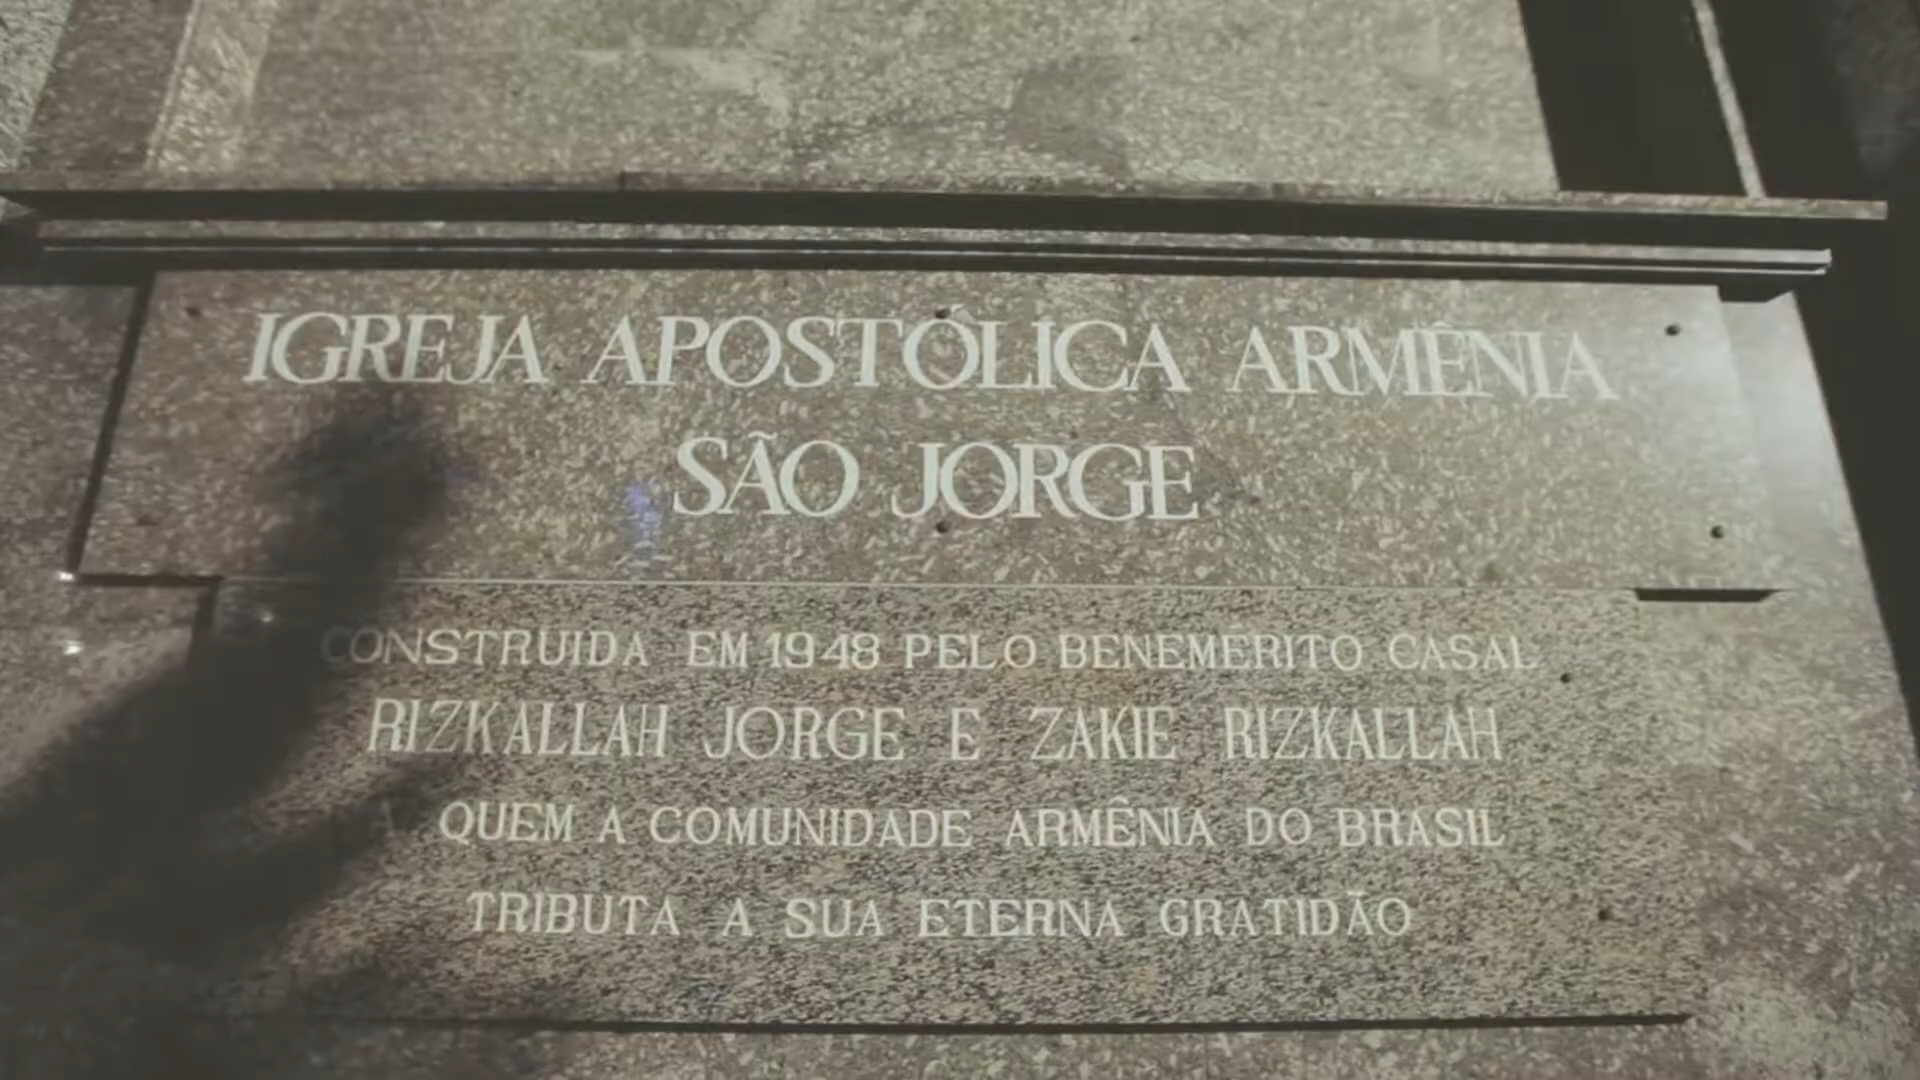 IGREJA APOSTÓLICA ARMÊNIA
SÃO JORGE
CONSTRUIDA EM 1948 PELO BENEMÉRITO CASAL
RIZKALLAH JORGE E ZAKIE RIZKALLAH
A QUEM A COMUNIDADE ARMÊNIA DO BRASIL
TRIBUTA A SUA ETERNA GRATIDÃO